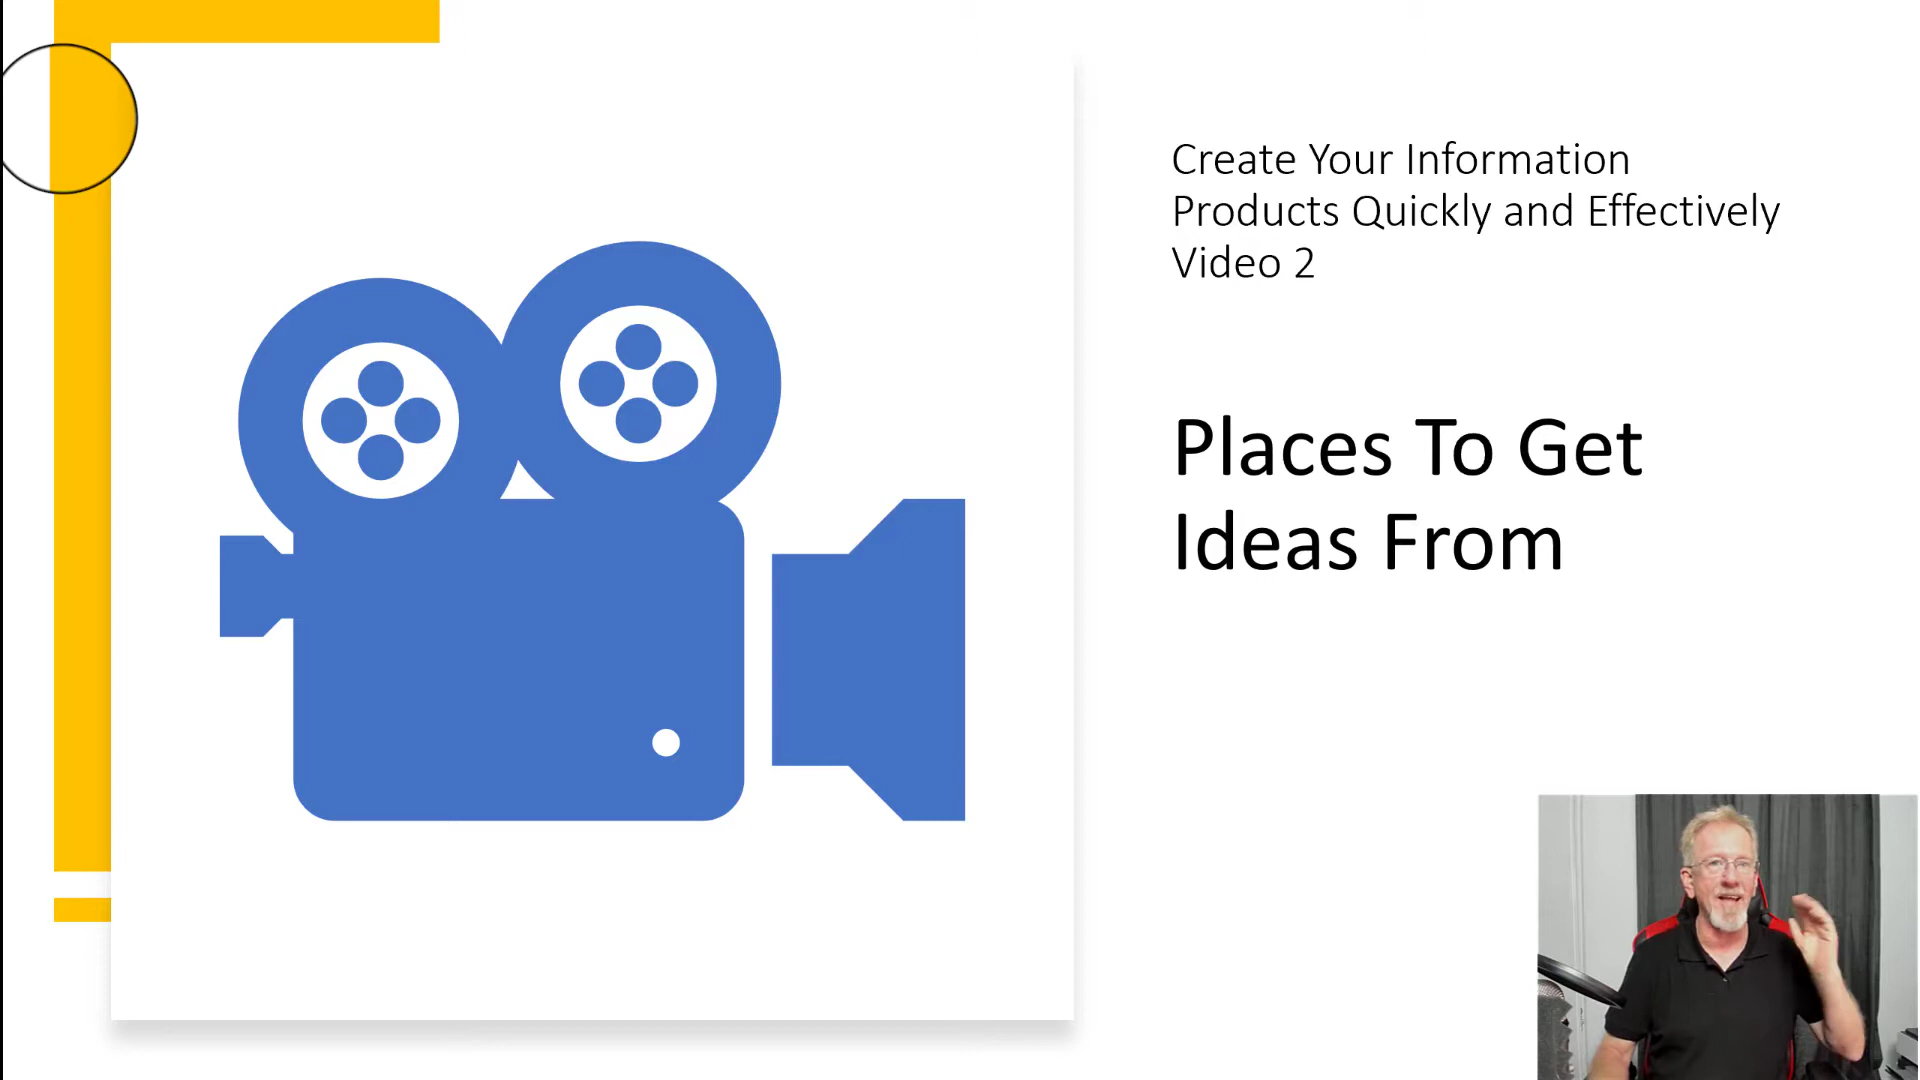 Create Your Information
Products Quickly and Effectively
Video 2
Places To Get
Ideas From